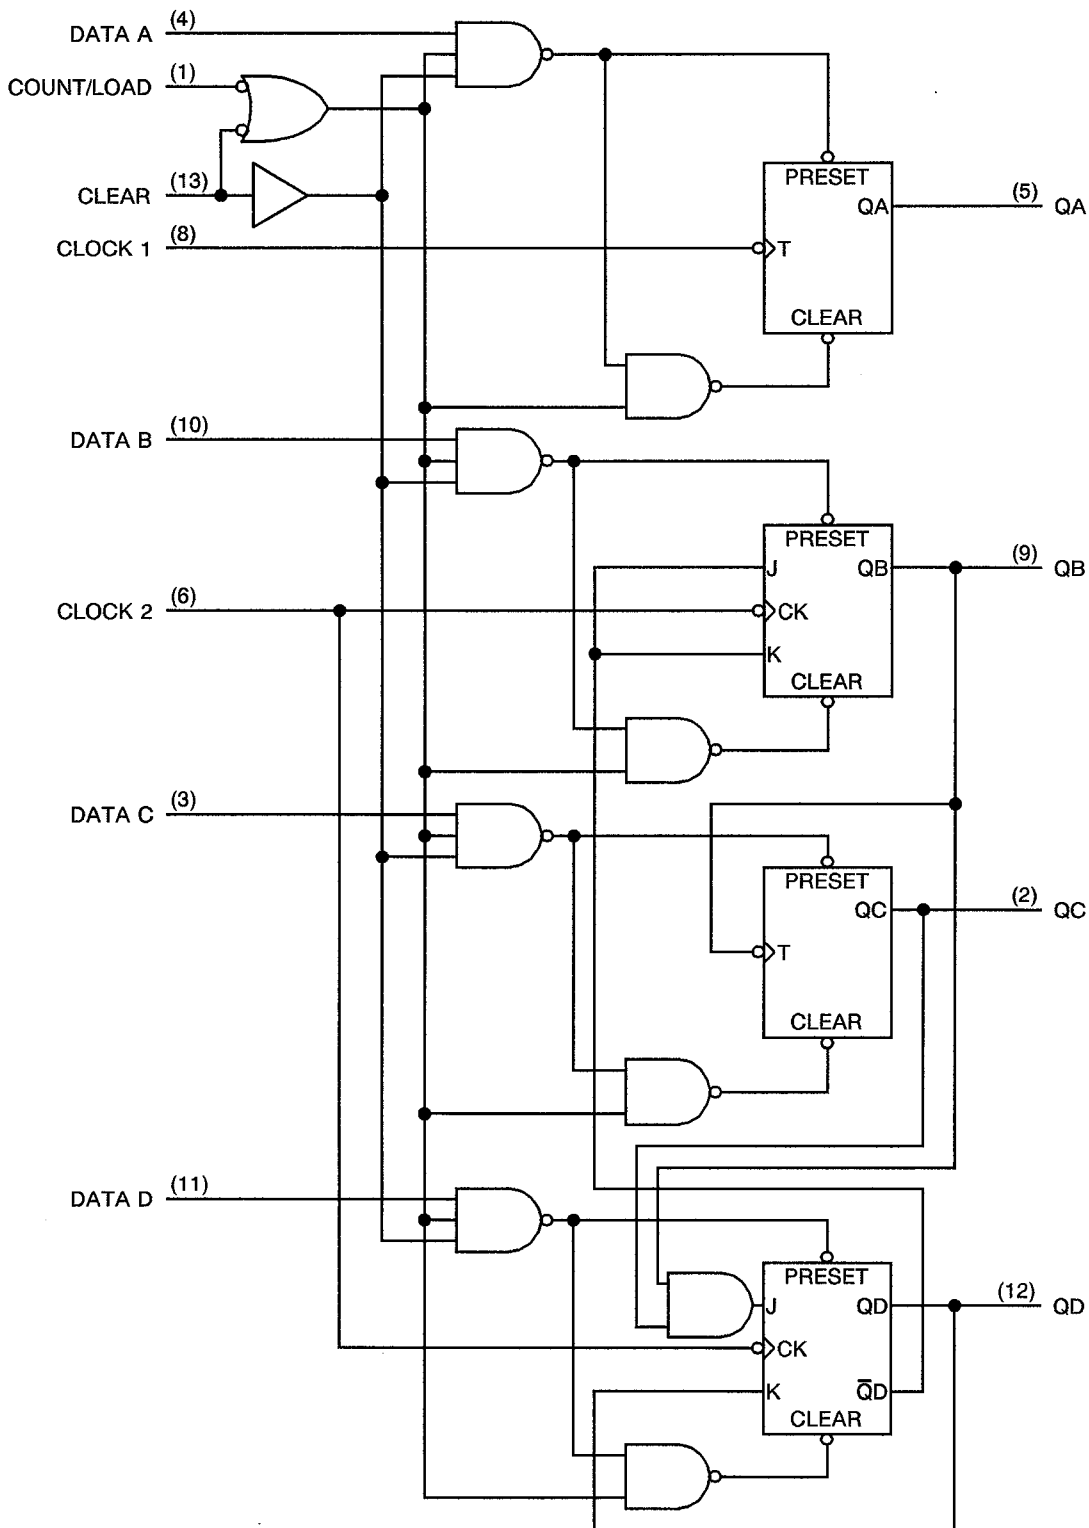 DATA A (4)
COUNT/LOAD (1)
CLEAR (13)
CLOCK 1 (8)
PRESET
QA
T
CLEAR
(5) QA
DATA B (10)
CLOCK 2 (6)
PRESET
J QB
CK
K
CLEAR
(9) QB
DATA C (3)
PRESET
QC
T
CLEAR
(2) QC
DATA D (11)
PRESET
J QD
CK
K Q̅D
CLEAR
(12) QD